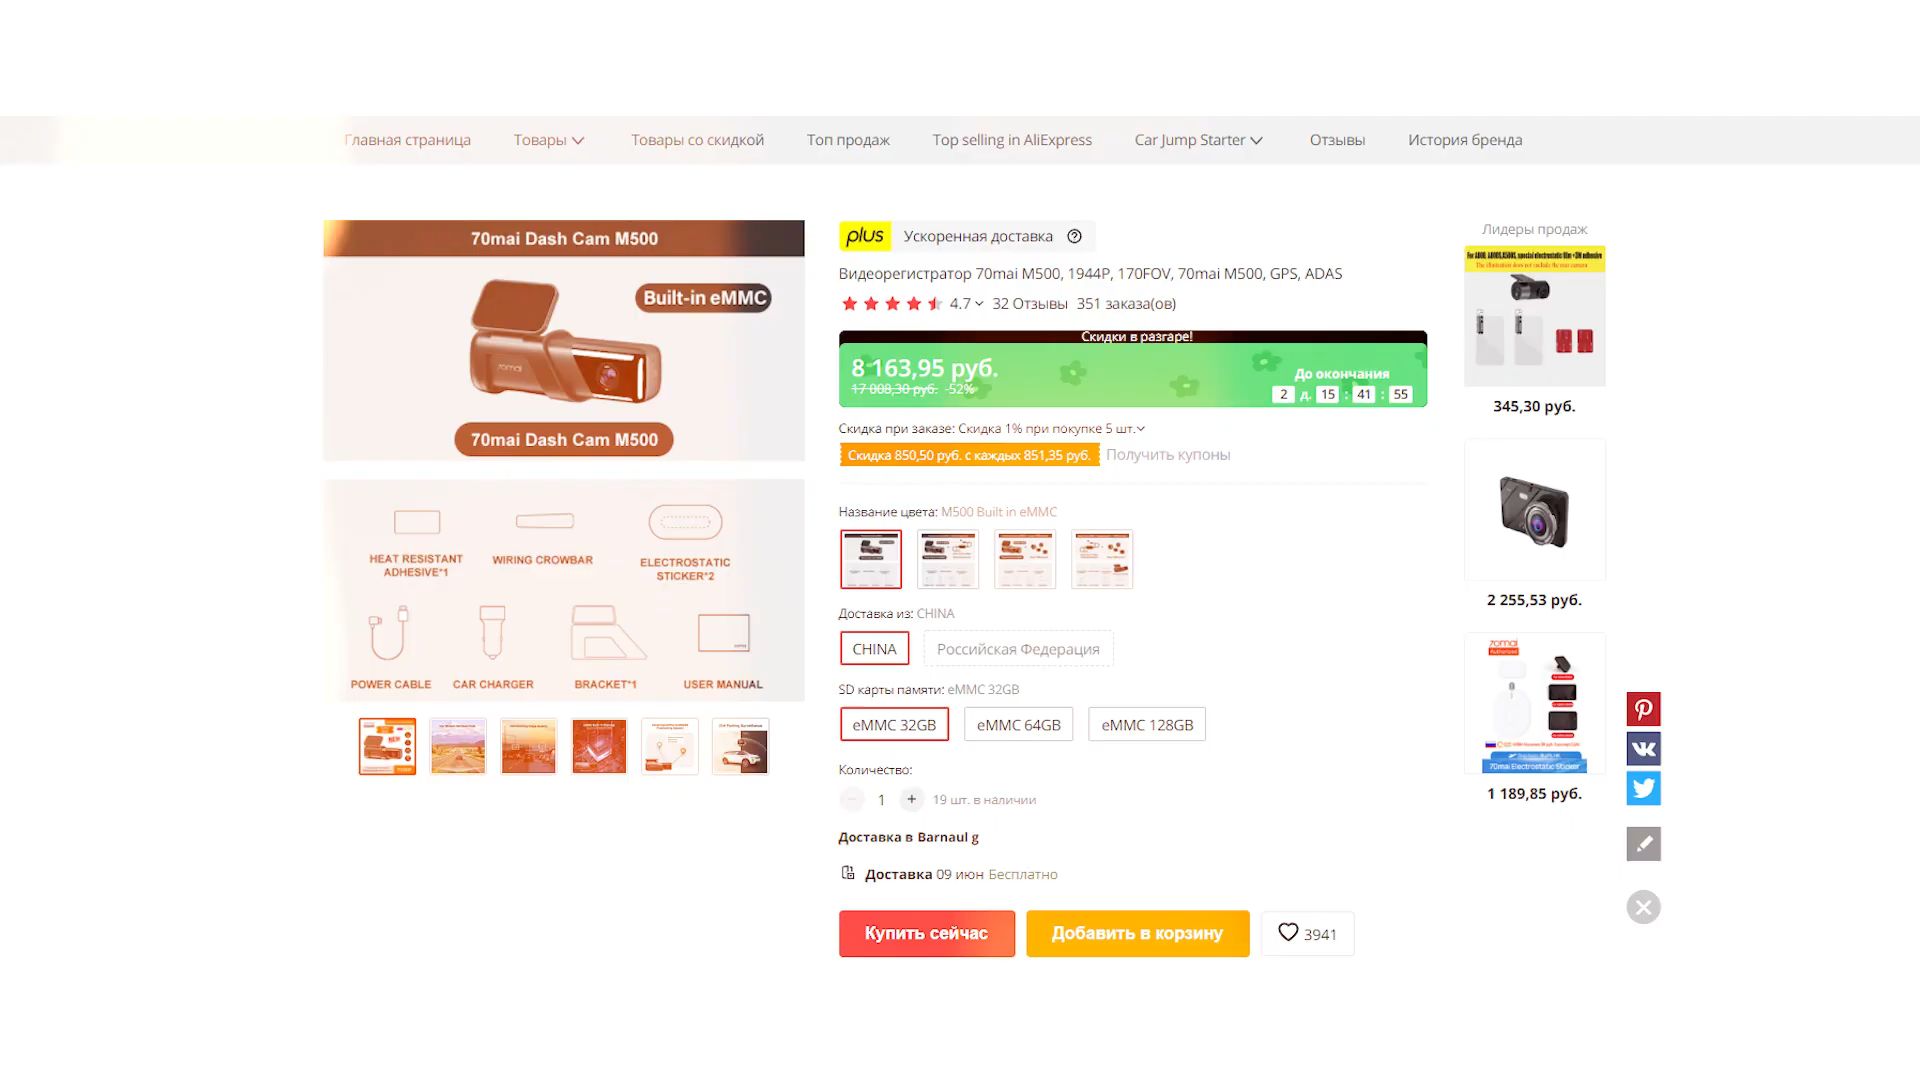 Главная страница
Товары
Товары со скидкой
Топ продаж
Top selling in AliExpress
Car Jump Starter
Отзывы
История бренда
70mai Dash Cam M500
Built-in eMMC
70mai
70mai Dash Cam M500
HEAT RESISTANT
ADHESIVE*1
WIRING CROWBAR
ELECTROSTATIC
STICKER*2
POWER CABLE
CAR CHARGER
BRACKET*1
USER MANUAL
plus
Ускоренная доставка
Видеорегистратор 70mai M500, 1944P, 170FOV, 70mai M500, GPS, ADAS
4.7
32 Отзывы
351 заказа(ов)
Скидки в разгаре!
8 163,95 руб.
17 008,30 руб. -52%
До окончания
2 д. 15 : 41 : 55
Скидка при заказе: Скидка 1% при покупке 5 шт.
Скидка 850,50 руб. с каждых 851,35 руб.
Получить купоны
Название цвета: M500 Built in eMMC
Доставка из: CHINA
CHINA
Российская Федерация
SD карты памяти: eMMC 32GB
eMMC 32GB
eMMC 64GB
eMMC 128GB
Количество:
1
19 шт. в наличии
Доставка в Barnaul g
Доставка 09 июн Бесплатно
Купить сейчас
Добавить в корзину
3941
Лидеры продаж
345,30 руб.
2 255,53 руб.
70mai
70mai Electrostatic Sticker
1 189,85 руб.